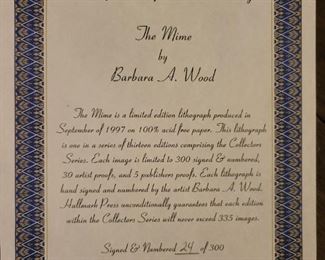 The Mime
by
Barbara A. Wood
The Mime is a limited edition lithograph produced in
September of 1997 on 100% acid free paper. This lithograph
is one in a series of thirteen editions comprising the Collectors
Series. Each image is limited to 300 signed & numbered,
30 artist proofs, and 5 publishers proofs. Each lithograph is
hand signed and numbered by the artist Barbara A. Wood.
Hallmark Press unconditionally guarantees that each edition
within the Collectors Series will never exceed 335 images.
Signed & Numbered 24 of 300